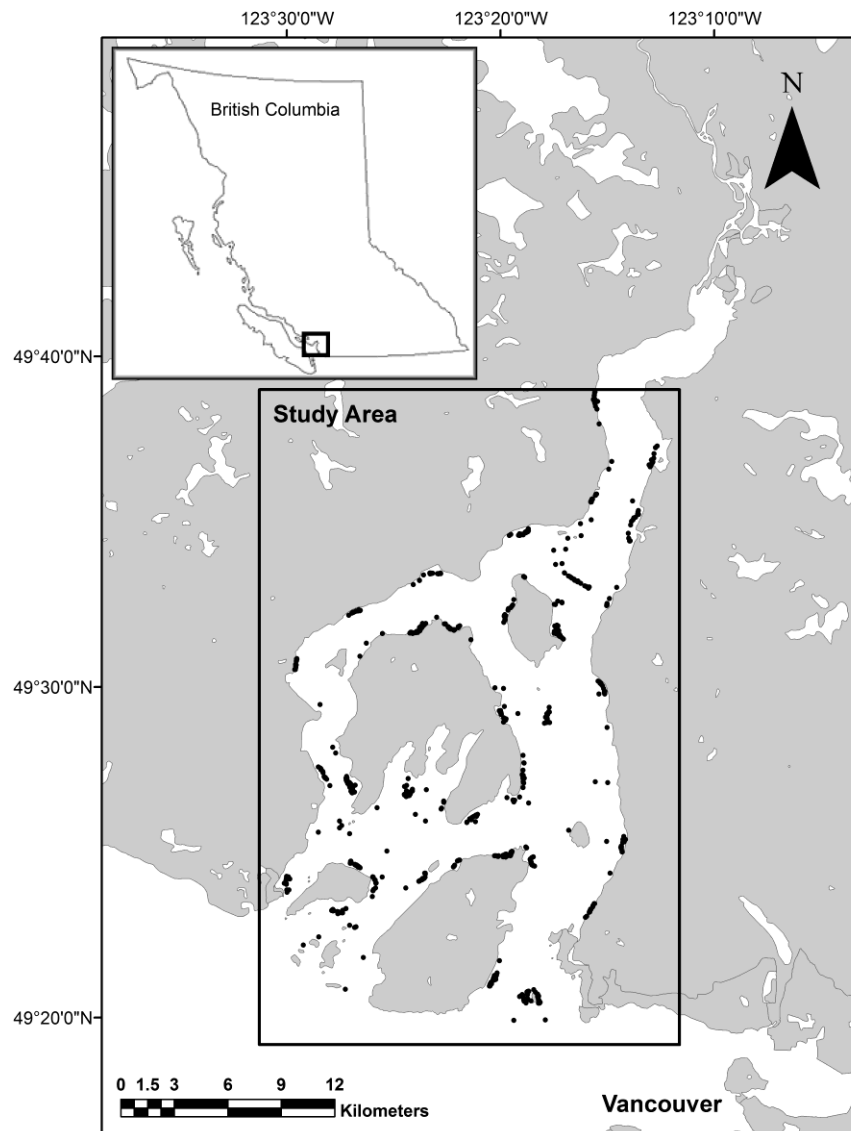 123°30'0"W 123°20'0"W 123°10'0"W
British Columbia
N
49°40'0"N
Study Area
49°30'0"N
49°20'0"N
0 1.5 3 6 9 12
Kilometers
Vancouver